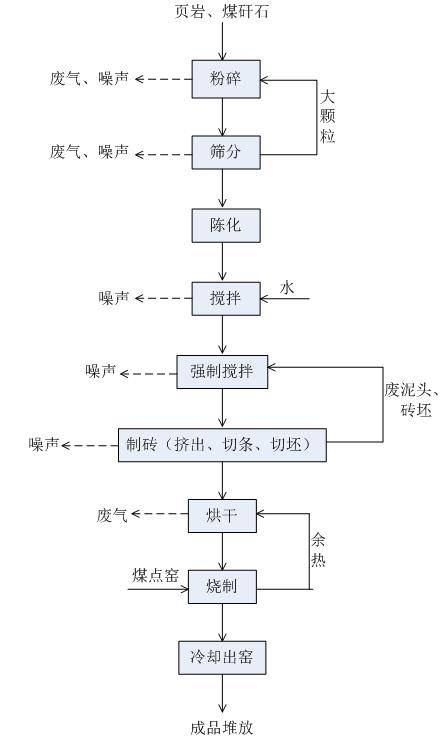 页岩、煤矸石
废气、噪声
粉碎
大颗粒
废气、噪声
筛分
陈化
噪声
搅拌
水
噪声
强制搅拌
废泥头、
砖坯
噪声
制砖（挤出、切条、切坯）
废气
烘干
余热
煤点窑
烧制
冷却出窑
成品堆放